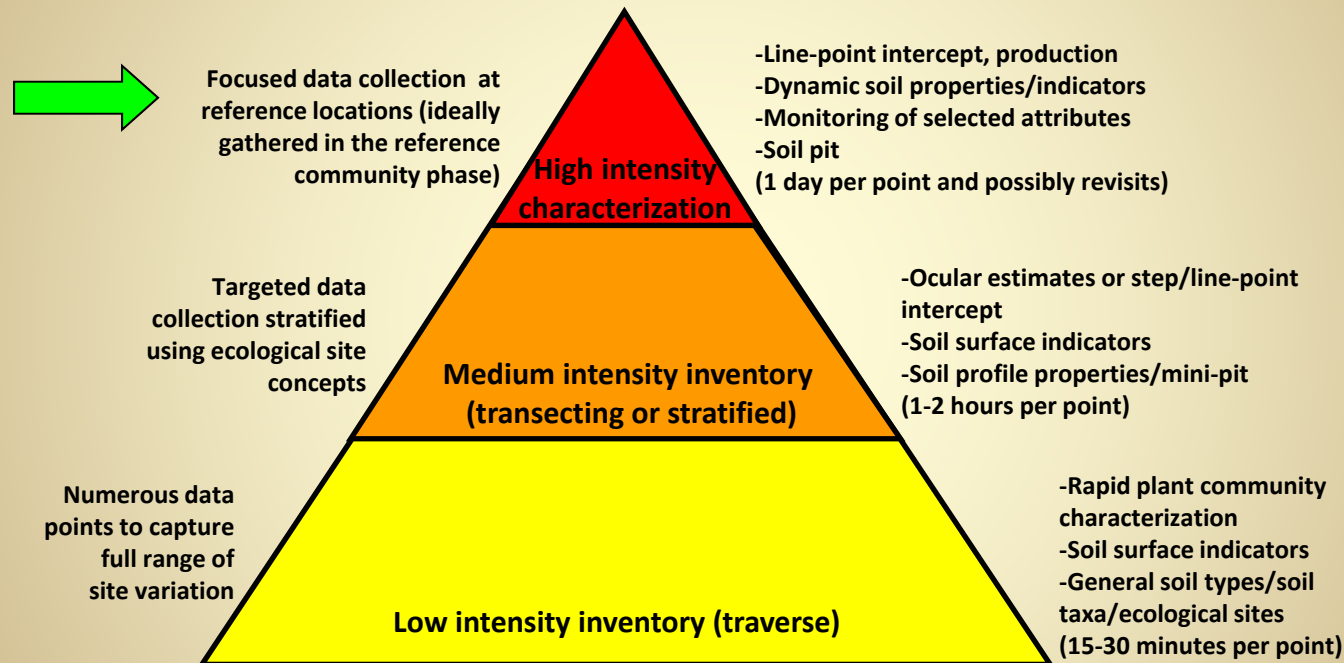 Focused data collection at
reference locations (ideally
gathered in the reference
community phase)
High intensity
characterization
-Line-point intercept, production
-Dynamic soil properties/indicators
-Monitoring of selected attributes
-Soil pit
(1 day per point and possibly revisits)
Targeted data
collection stratified
using ecological site
concepts
Medium intensity inventory
(transecting or stratified)
-Ocular estimates or step/line-point
intercept
-Soil surface indicators
-Soil profile properties/mini-pit
(1-2 hours per point)
Numerous data
points to capture
full range of
site variation
Low intensity inventory (traverse)
-Rapid plant community
characterization
-Soil surface indicators
-General soil types/soil
taxa/ecological sites
(15-30 minutes per point)